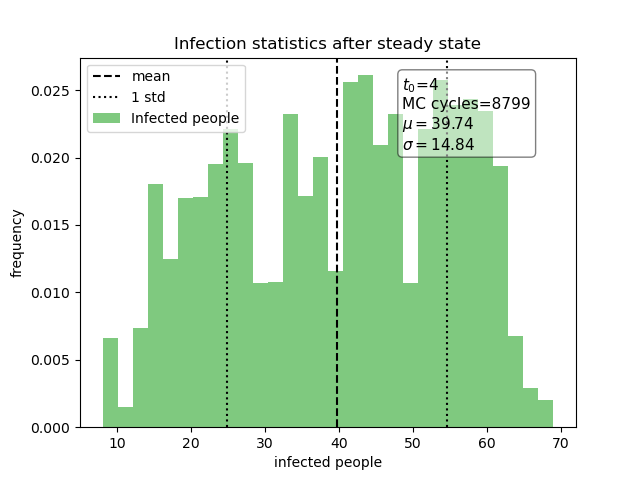 Infection statistics after steady state
mean
1 std
Infected people
t₀=4
MC cycles=8799
μ = 39.74
σ = 14.84
0.025
0.020
0.015
0.010
0.005
0.000
frequency
10 20 30 40 50 60 70
infected people